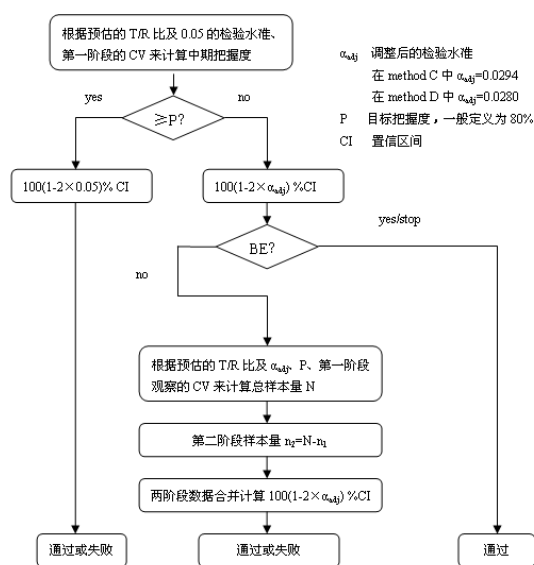 根据预估的 T/R 比及 0.05 的检验水准、
第一阶段的 CV 来计算中期把握度
α_adj 调整后的检验水准
在 method C 中 α_adj=0.0294
在 method D 中 α_adj=0.0280
P 目标把握度，一般定义为 80%
CI 置信区间
yes
no
≥P?
100(1-2×0.05)% CI
100(1-2×α_adj) %CI
yes/stop
BE?
no
根据预估的 T/R 比及 α_adj、P、第一阶段
观察的 CV 来计算总样本量 N
第二阶段样本量 n₂=N-n₁
两阶段数据合并计算 100(1-2×α_adj) %CI
通过或失败
通过或失败
通过